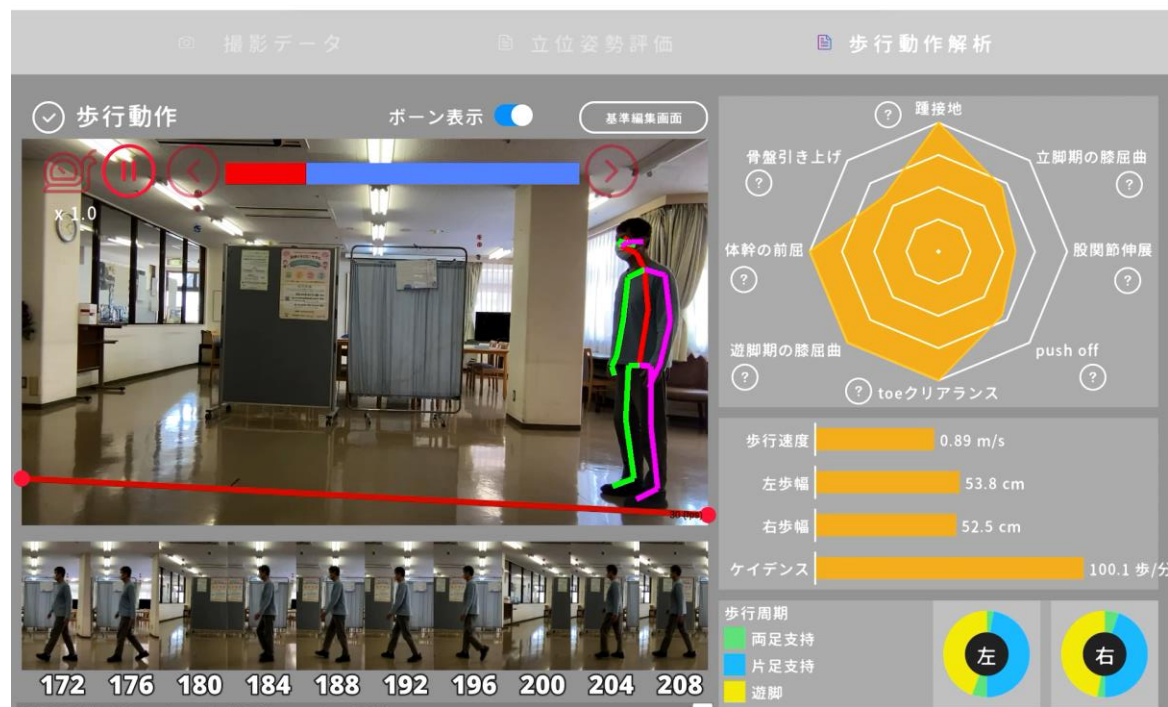 撮影データ
立位姿勢評価
歩行動作解析
歩行動作
ボーン表示
基準編集画面
x 1.0
30 (fps)
172 176 180 184 188 192 196 200 204 208
踵接地
?
骨盤引き上げ
?
立脚期の膝屈曲
?
体幹の前屈
?
股関節伸展
?
遊脚期の膝屈曲
?
push off
?
? toeクリアランス
歩行速度 0.89 m/s
左歩幅 53.8 cm
右歩幅 52.5 cm
ケイデンス 100.1 歩/分
歩行周期
両足支持
片足支持
遊脚
左
右